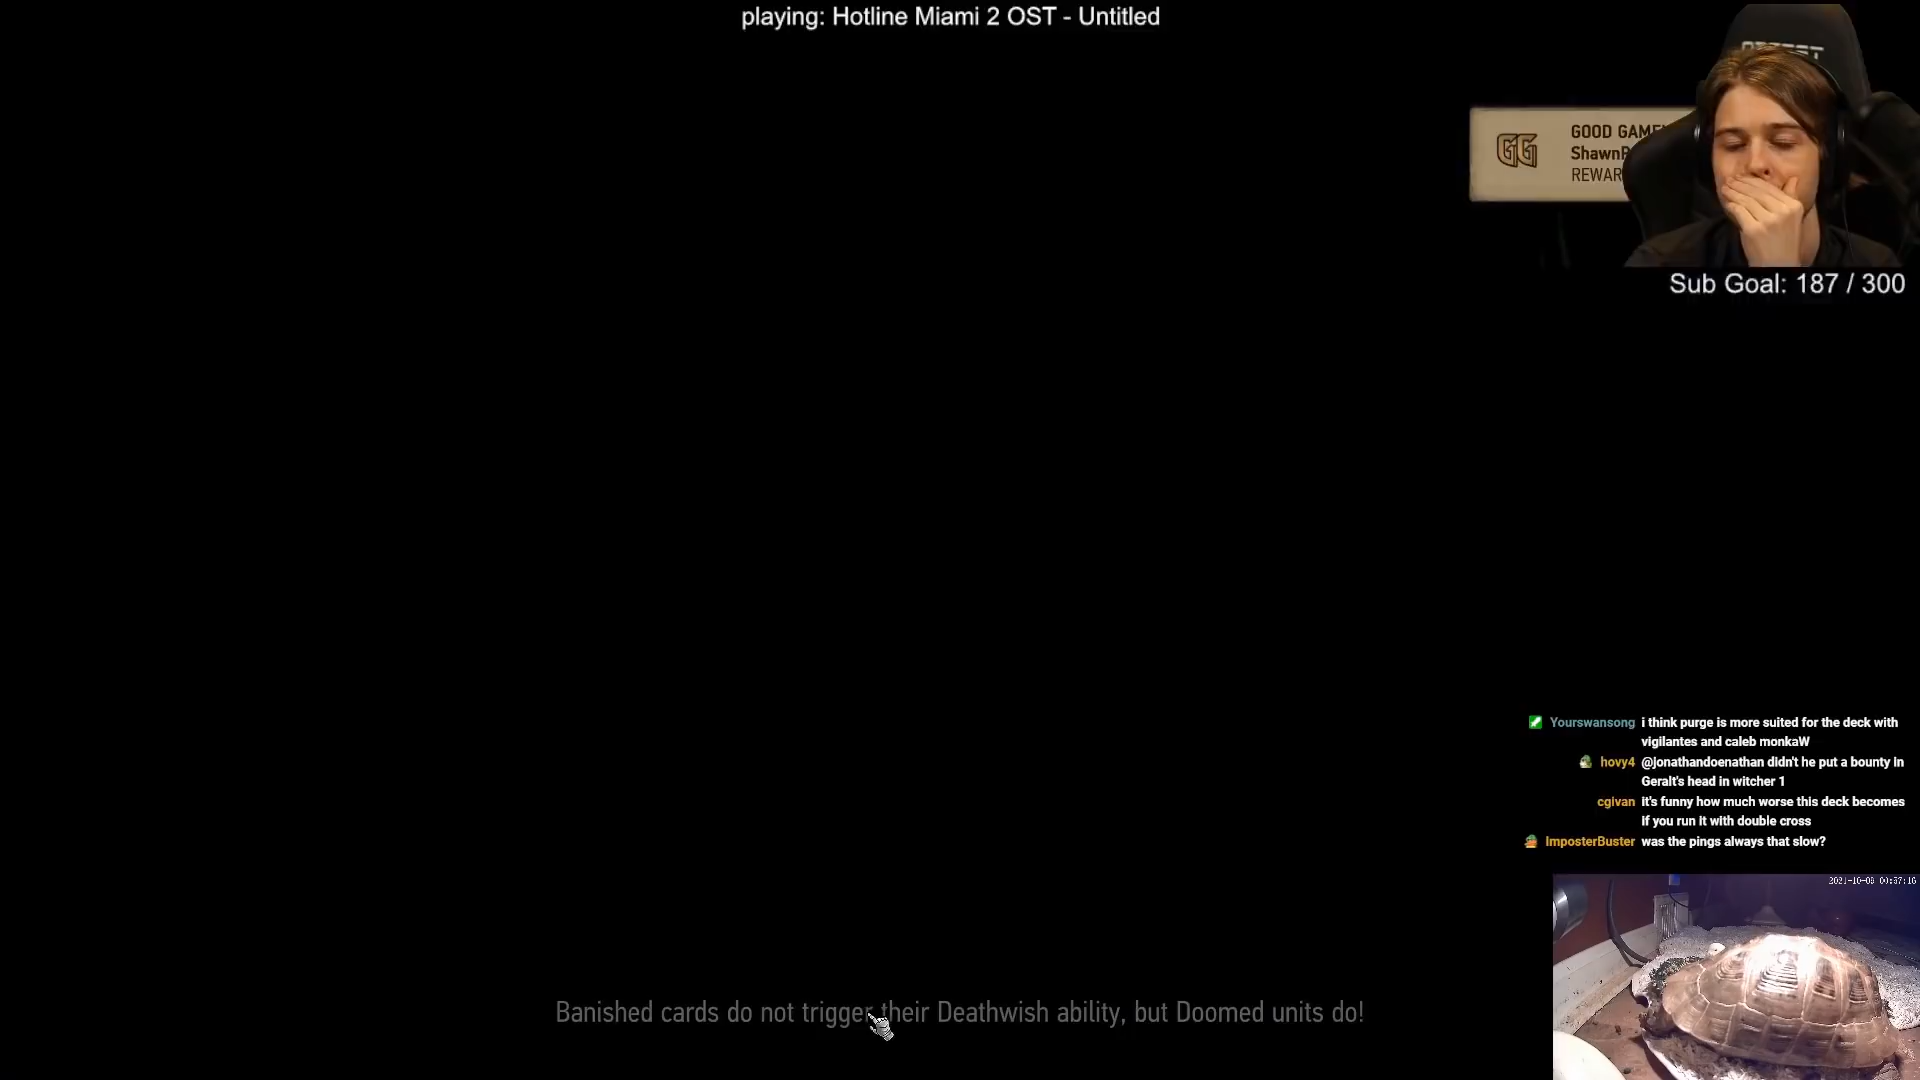 playing: Hotline Miami 2 OST - Untitled
GG
GOOD GAME
Shawn
REWAR
Sub Goal: 187 / 300
Yourswansong i think purge is more suited for the deck with
vigilantes and caleb monkaW
hovy4 @jonathandoenathan didn't he put a bounty in
Geralt's head in witcher 1
cgivan it's funny how much worse this deck becomes
if you run it with double cross
ImposterBuster was the pings always that slow?
Banished cards do not trigger their Deathwish ability, but Doomed units do!